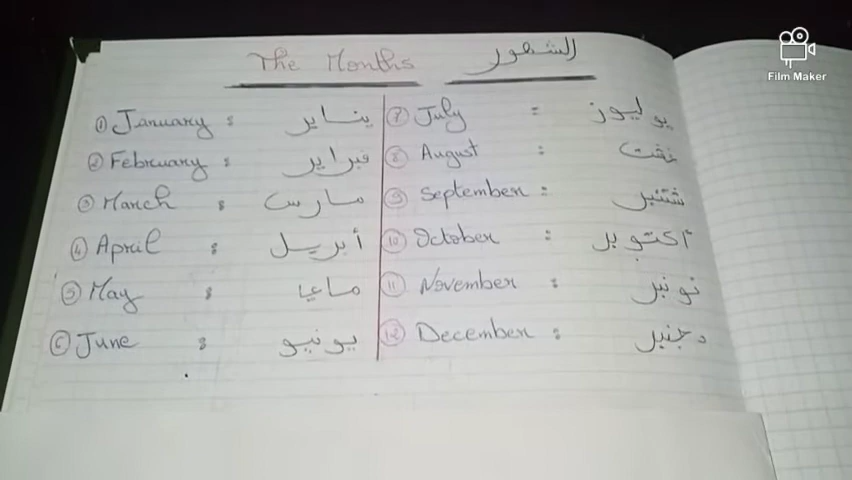 The Months الشهور
① January : يناير
② February : فبراير
③ March : مارس
④ April : أبريل
⑤ May : ماي
⑥ June : يونيو
⑦ July : يوليوز
⑧ August : غشت
⑨ September : شتنبر
⑩ October : أكتوبر
⑪ November : نونبر
⑫ December : دجنبر
Film Maker